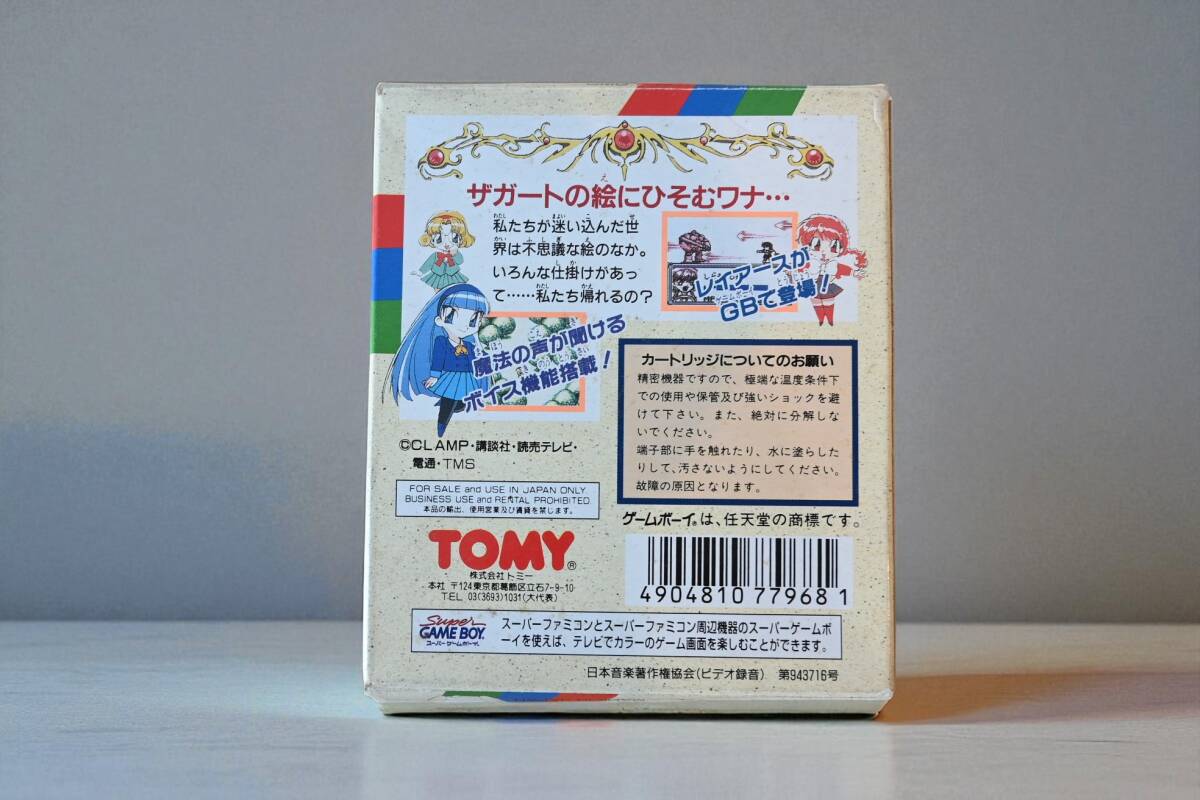 ザガートの絵にひそむワナ…
私たちが迷い込んだ世
界は不思議な絵のなか。
いろんな仕掛けがあっ
て……私たち帰れるの?
レイアースが
GBで登場!
魔法の声が聞ける
ボイス機能搭載!
カートリッジについてのお願い
精密機器ですので、極端な温度条件下
での使用や保管及び強いショックを避
けて下さい。また、絶対に分解しな
いでください。
端子部に手を触れたり、水に塗らした
りして、汚さないようにしてください。
故障の原因となります。
©CLAMP・講談社・読売テレビ・
電通・TMS
FOR SALE and USE IN JAPAN ONLY.
BUSINESS USE and RENTAL PROHIBITED.
本品の輸出、使用営業及び賃貸を禁じます。
ゲームボーイ®は、任天堂の商標です。
TOMY®
株式会社トミー
本社 〒124東京都葛飾区立石7-9-10
TEL 03(3693)1031(大代表)
4904810779681
Super
GAME BOY.
スーパーゲームボーイ.
スーパーファミコンとスーパーファミコン周辺機器のスーパーゲームボ
ーイを使えば、テレビでカラーのゲーム画面を楽しむことができます。
日本音楽著作権協会(ビデオ録音) 第943716号